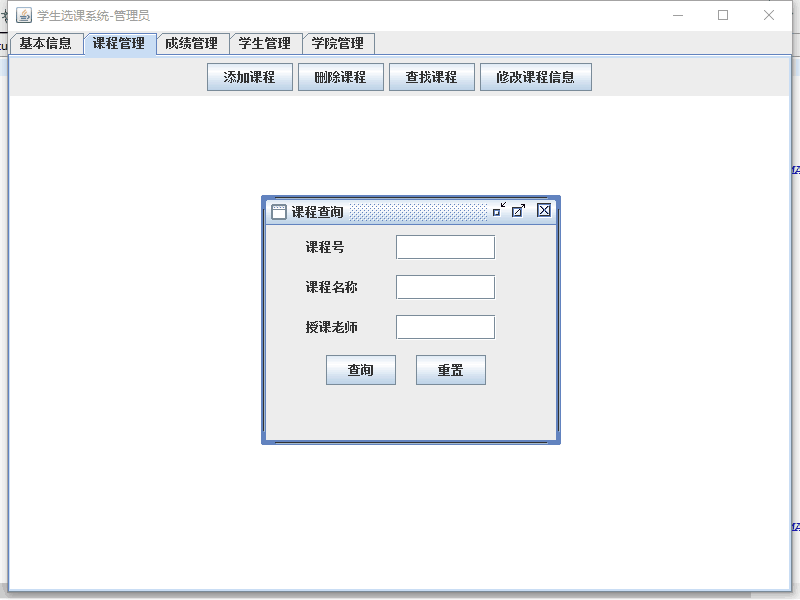 学生选课系统-管理员
基本信息 课程管理 成绩管理 学生管理 学院管理
添加课程 删除课程 查找课程 修改课程信息
课程查询
课程号
课程名称
授课老师
查询 重置